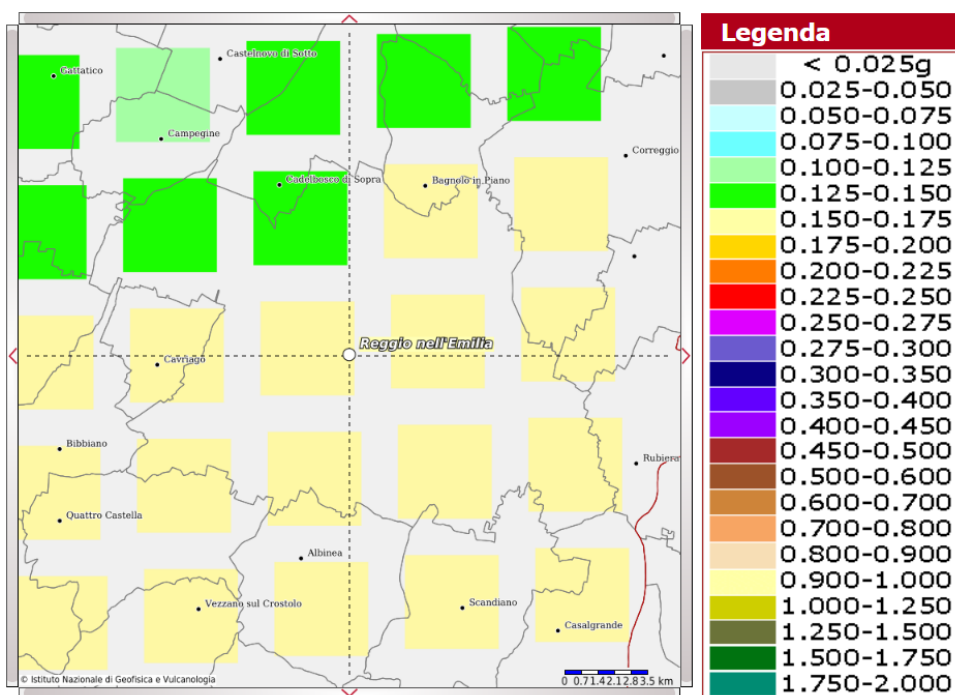 Legenda
Gattatico
Castelnovo di Sotto
Campegine
Correggio
Cadelbosco di Sopra
Bagnolo in Piano
Reggio nell'Emilia
Cavriago
Bibbiano
Rubiera
Quattro Castella
Albinea
Vezzano sul Crostolo
Scandiano
Casalgrande
© Istituto Nazionale di Geofisica e Vulcanologia
0 0.71.42.12.83.5 km
< 0.025g
0.025-0.050
0.050-0.075
0.075-0.100
0.100-0.125
0.125-0.150
0.150-0.175
0.175-0.200
0.200-0.225
0.225-0.250
0.250-0.275
0.275-0.300
0.300-0.350
0.350-0.400
0.400-0.450
0.450-0.500
0.500-0.600
0.600-0.700
0.700-0.800
0.800-0.900
0.900-1.000
1.000-1.250
1.250-1.500
1.500-1.750
1.750-2.000